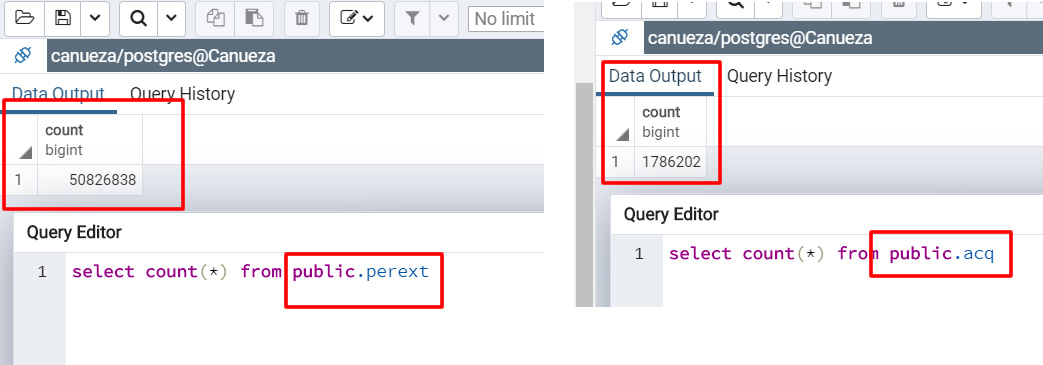 No limit
canueza/postgres@Canueza
Data Output Query History
count
bigint
1 50826838
Query Editor
1 select count(*) from public.perext
canueza/postgres@Canueza
Data Output Query History
count
bigint
1 1786202
Query Editor
1 select count(*) from public.acq